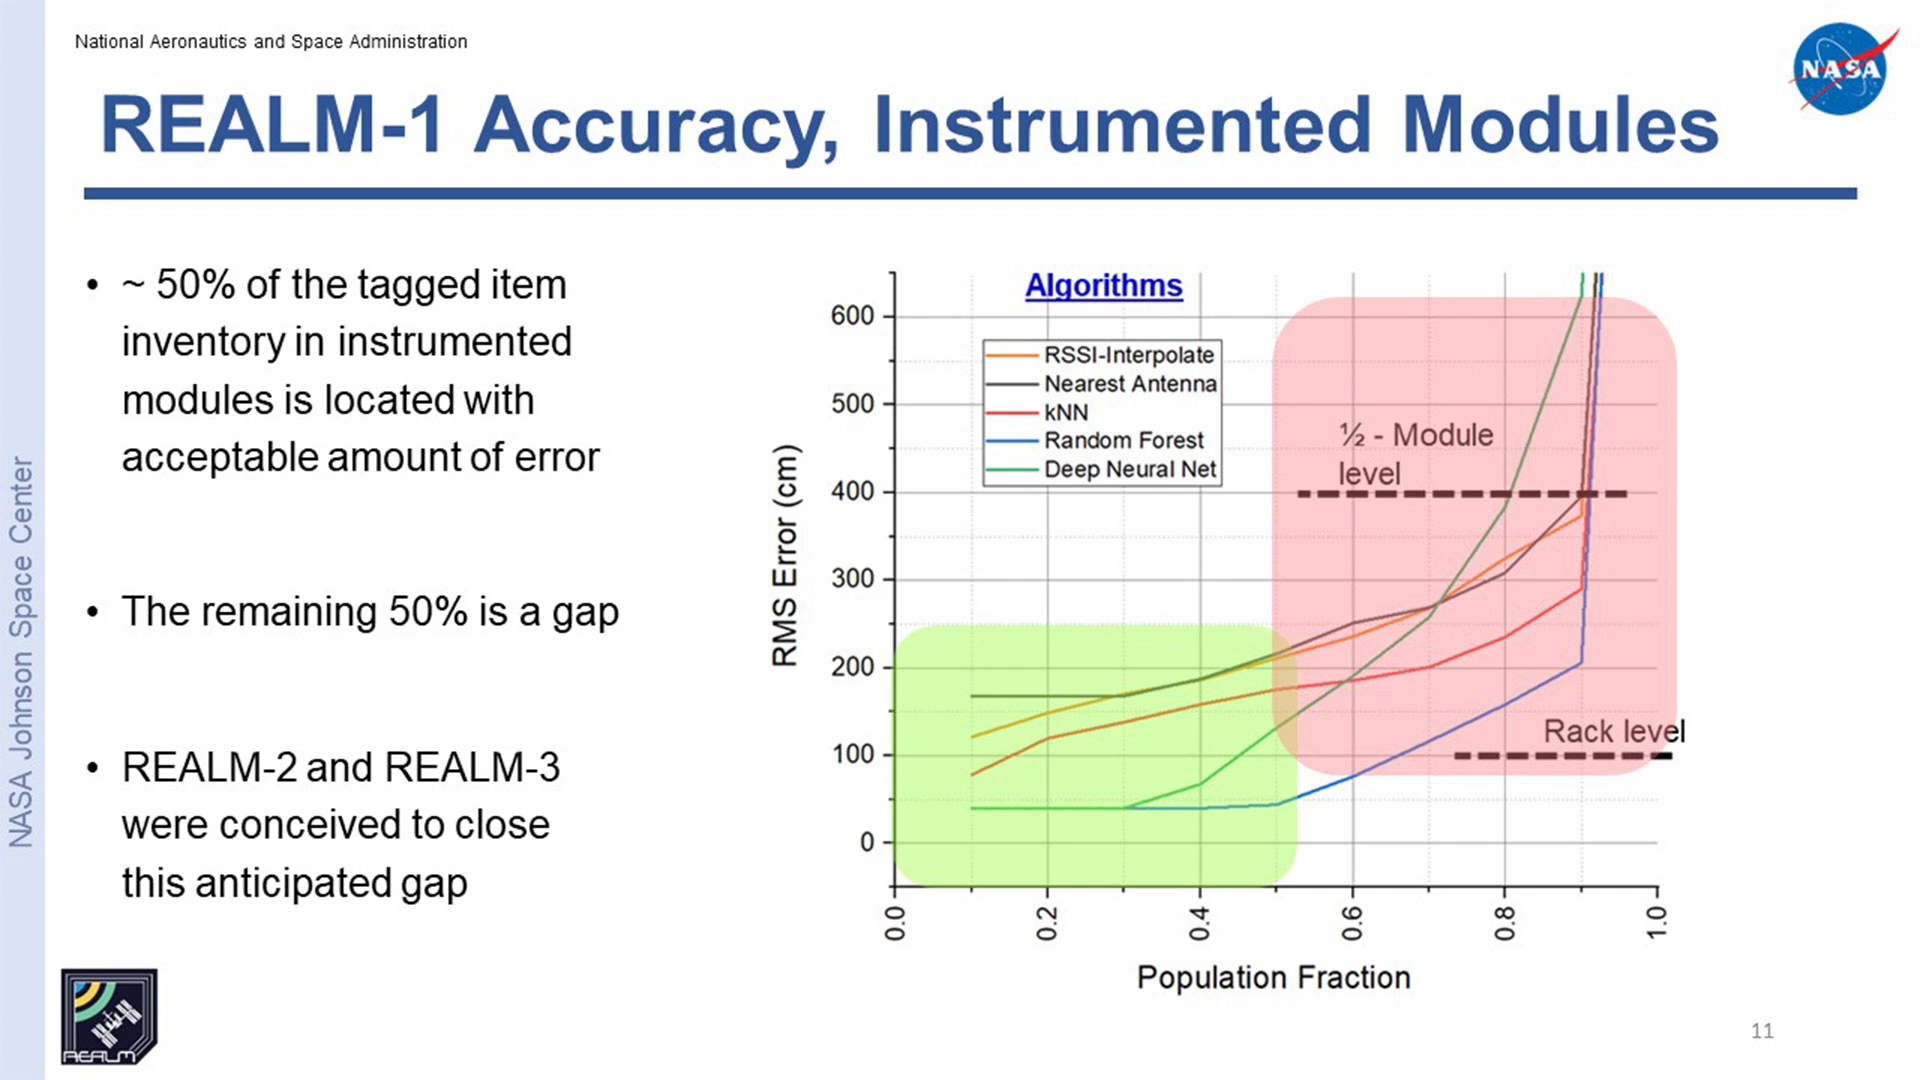 National Aeronautics and Space Administration
NASA
REALM-1 Accuracy, Instrumented Modules
• ~ 50% of the tagged item
inventory in instrumented
modules is located with
acceptable amount of error
• The remaining 50% is a gap
• REALM-2 and REALM-3
were conceived to close
this anticipated gap
NASA Johnson Space Center
REALM
Algorithms
RSSI-Interpolate
Nearest Antenna
kNN
Random Forest
Deep Neural Net
½ - Module
level
Rack level
RMS Error (cm)
600
500
400
300
200
100
0
0.0
0.2
0.4
0.6
0.8
1.0
Population Fraction
11